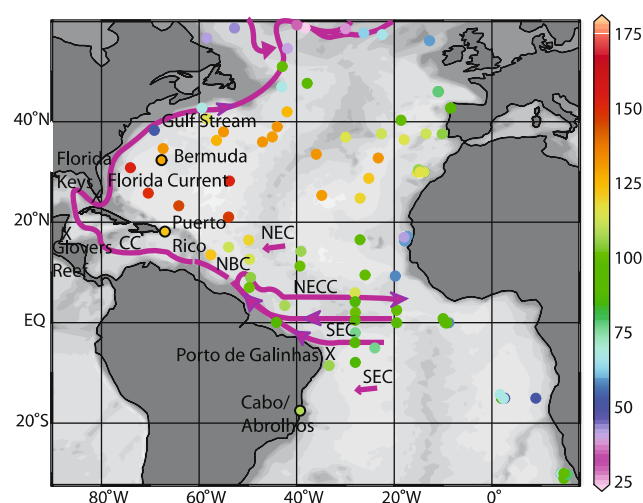 175
150
125
100
75
50
25
40°N
20°N
EQ
20°S
80°W
60°W
40°W
20°W
0°
Gulf Stream
Bermuda
Florida
Keys
Florida Current
Puerto
Rico
X
Glovers
Reef
CC
NEC
NBC
NECC
SEC
Porto de Galinhas X
SEC
Cabo/
Abrolhos